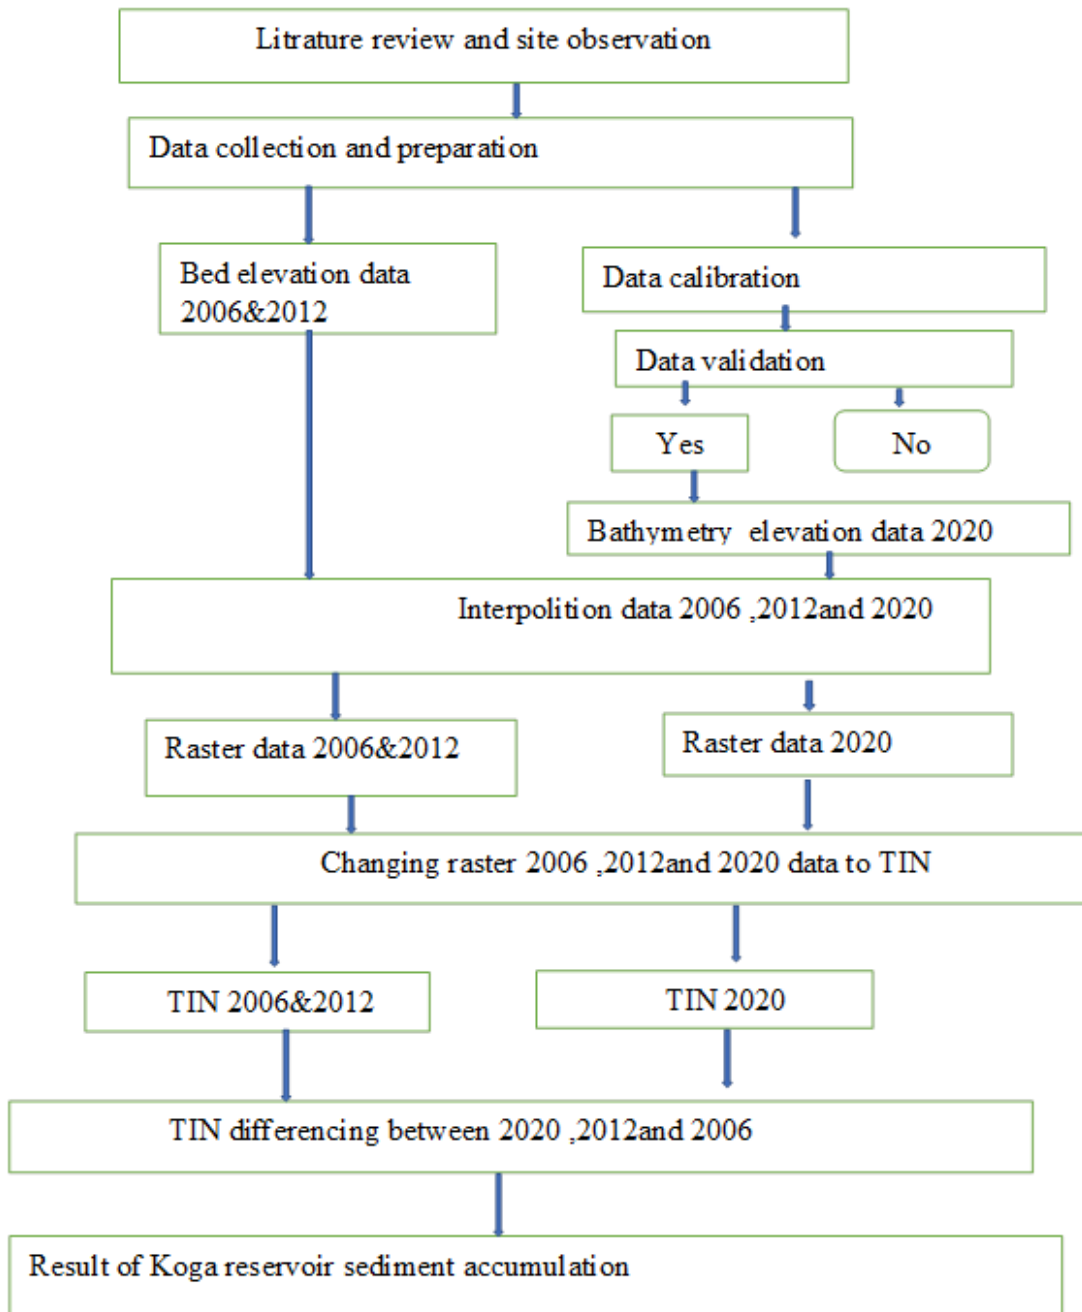 Litrature review and site observation
Data collection and preparation
Bed elevation data
2006&2012
Data calibration
Data validation
Yes
No
Bathymetry elevation data 2020
Interpolition data 2006 ,2012and 2020
Raster data 2006&2012
Raster data 2020
Changing raster 2006 ,2012and 2020 data to TIN
TIN 2006&2012
TIN 2020
TIN differencing between 2020 ,2012and 2006
Result of Koga reservoir sediment accumulation